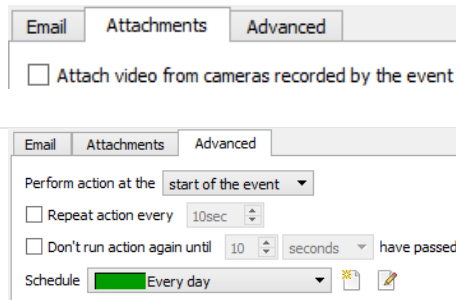 Email Attachments Advanced
Attach video from cameras recorded by the event
Email Attachments Advanced
Perform action at the start of the event
Repeat action every 10sec
Don't run action again until 10 seconds have passed
Schedule Every day